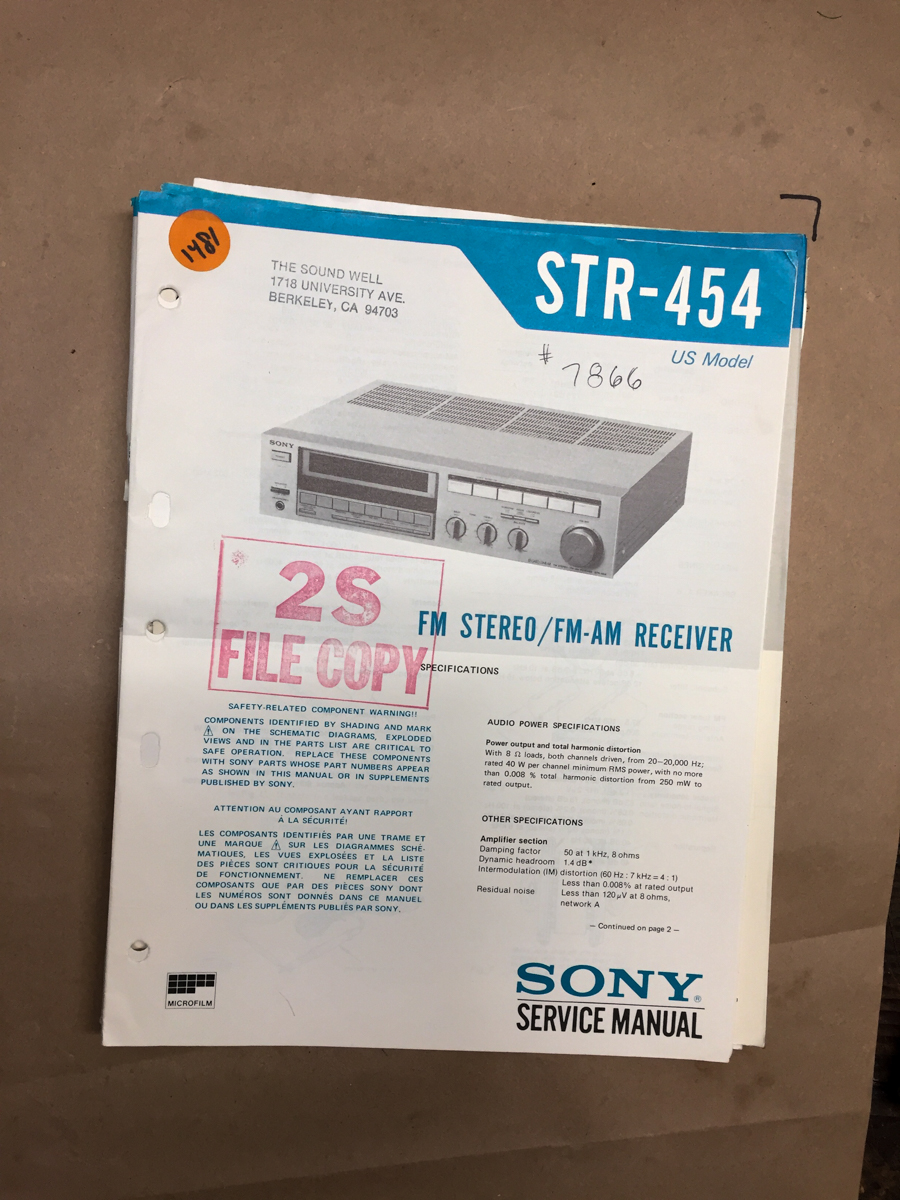 1481
THE SOUND WELL
1718 UNIVERSITY AVE.
BERKELEY, CA 94703
STR-454
US Model
# 7866
SONY
2S
FILE COPY
FM STEREO/FM-AM RECEIVER
SPECIFICATIONS
SAFETY-RELATED COMPONENT WARNING!!
COMPONENTS IDENTIFIED BY SHADING AND MARK
⚠ ON THE SCHEMATIC DIAGRAMS, EXPLODED
VIEWS AND IN THE PARTS LIST ARE CRITICAL TO
SAFE OPERATION. REPLACE THESE COMPONENTS
WITH SONY PARTS WHOSE PART NUMBERS APPEAR
AS SHOWN IN THIS MANUAL OR IN SUPPLEMENTS
PUBLISHED BY SONY.
ATTENTION AU COMPOSANT AYANT RAPPORT
À LA SÉCURITÉ!
LES COMPOSANTS IDENTIFIÉS PAR UNE TRAME ET
UNE MARQUE ⚠ SUR LES DIAGRAMMES SCHÉ-
MATIQUES, LES VUES EXPLOSÉES ET LA LISTE
DES PIÈCES SONT CRITIQUES POUR LA SÉCURITÉ
DE FONCTIONNEMENT. NE REMPLACER CES
COMPOSANTS QUE PAR DES PIÈCES SONY DONT
LES NUMÉROS SONT DONNÉS DANS CE MANUEL
OU DANS LES SUPPLÉMENTS PUBLIÉS PAR SONY.
AUDIO POWER SPECIFICATIONS
Power output and total harmonic distortion
With 8 Ω loads, both channels driven, from 20–20,000 Hz;
rated 40 W per channel minimum RMS power, with no more
than 0.008 % total harmonic distortion from 250 mW to
rated output.
OTHER SPECIFICATIONS
Amplifier section
Damping factor 50 at 1 kHz, 8 ohms
Dynamic headroom 1.4 dB*
Intermodulation (IM) distortion (60 Hz : 7 kHz = 4 : 1)
Less than 0.008% at rated output
Residual noise Less than 120 μV at 8 ohms,
network A
— Continued on page 2 —
MICROFILM
SONY®
SERVICE MANUAL